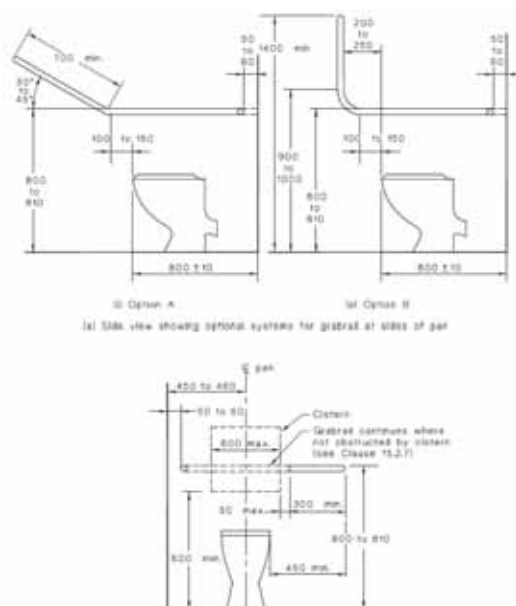 700 min.
30°
to
45°
50
to
60
100 to 150
800
to
810
800 ±10
(i) Option A
1400 min
200
to
250
50
to
60
900
to
1000
100 to 150
800
to
810
800 ±10
Option B
(a) Side view showing optional systems for grabrail at sides of pan
℄ pan
450 to 460
50 to 60
Cistern
Grabrail continues where
not obstructed by cistern
(see Clause 15.2.7)
600 max.
50 max.
300 min.
800 to 810
620 min.
450 min.